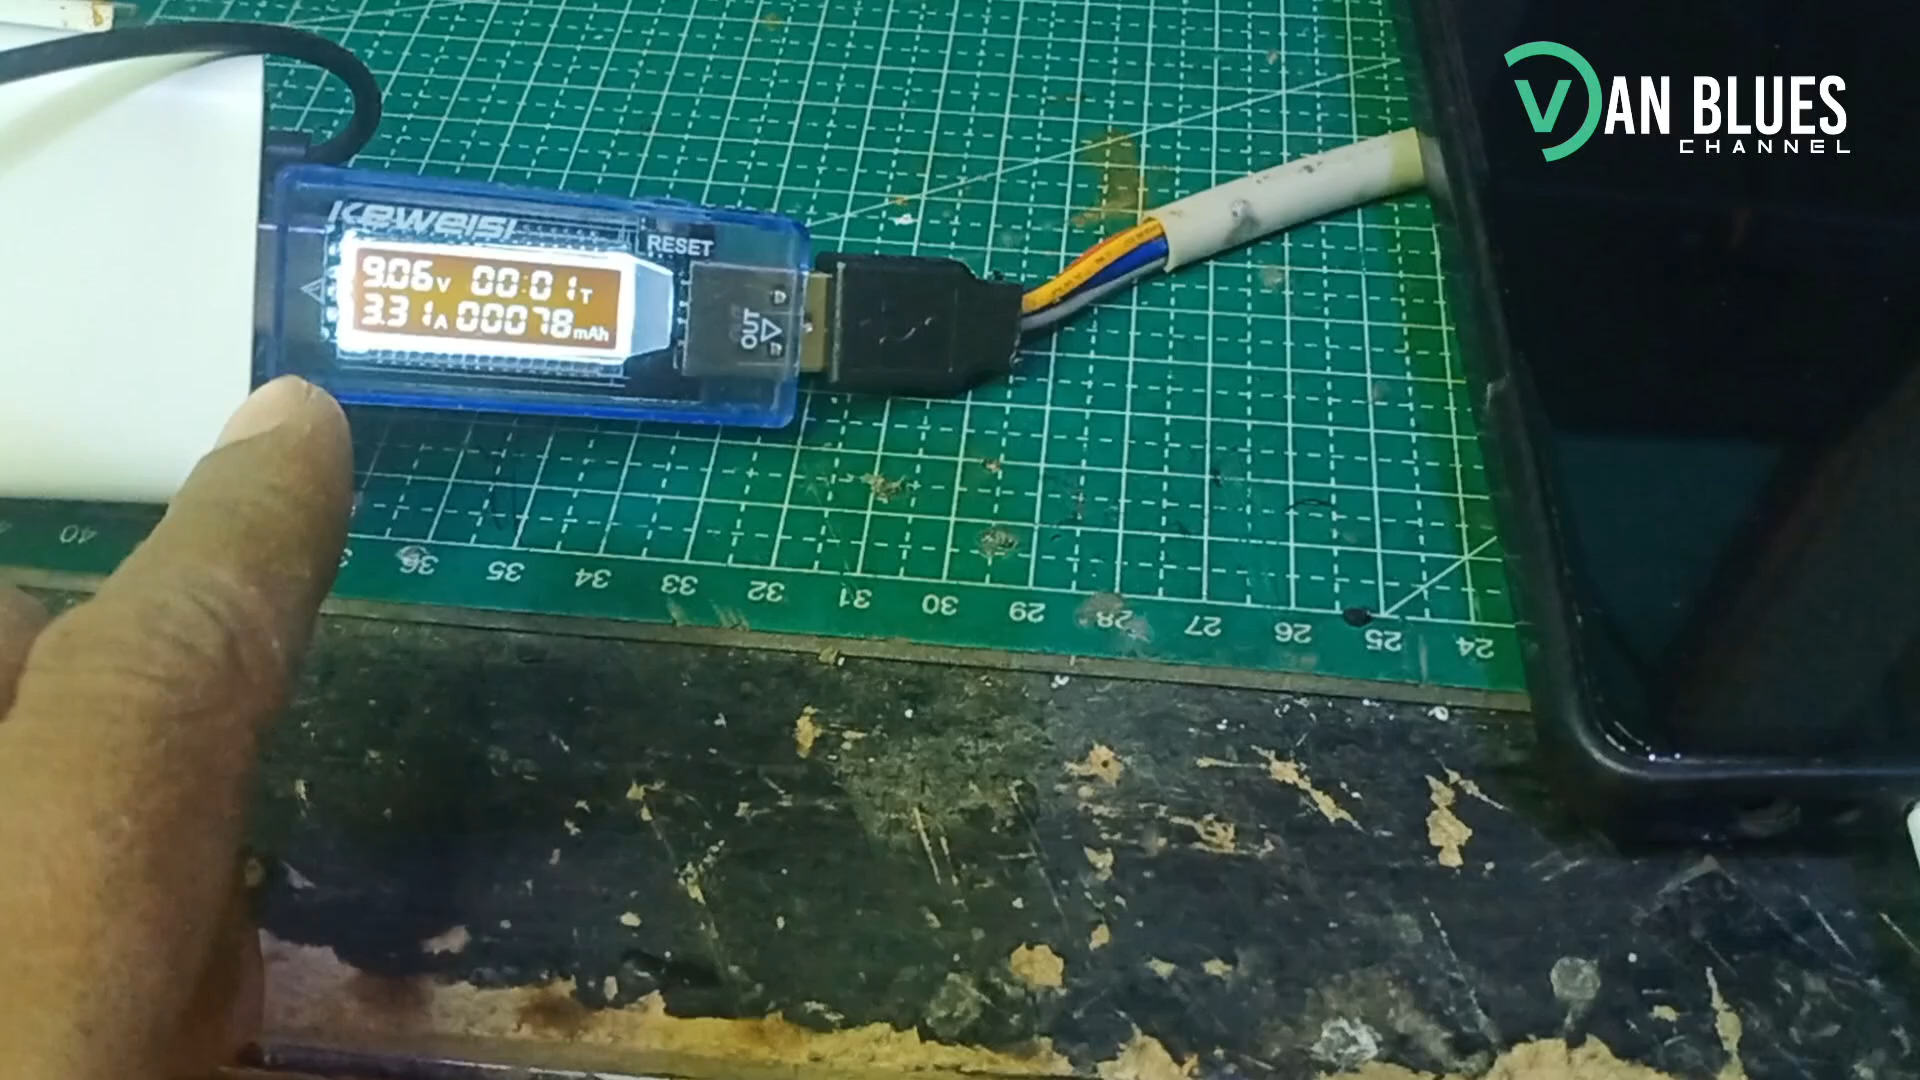 VAN BLUES
CHANNEL
KEWEISI
RESET
9.06V 00:01T
3.31A 00078mAh
OUT
40
36 35 34 33 32 31 30 29 28 27 26 25 24